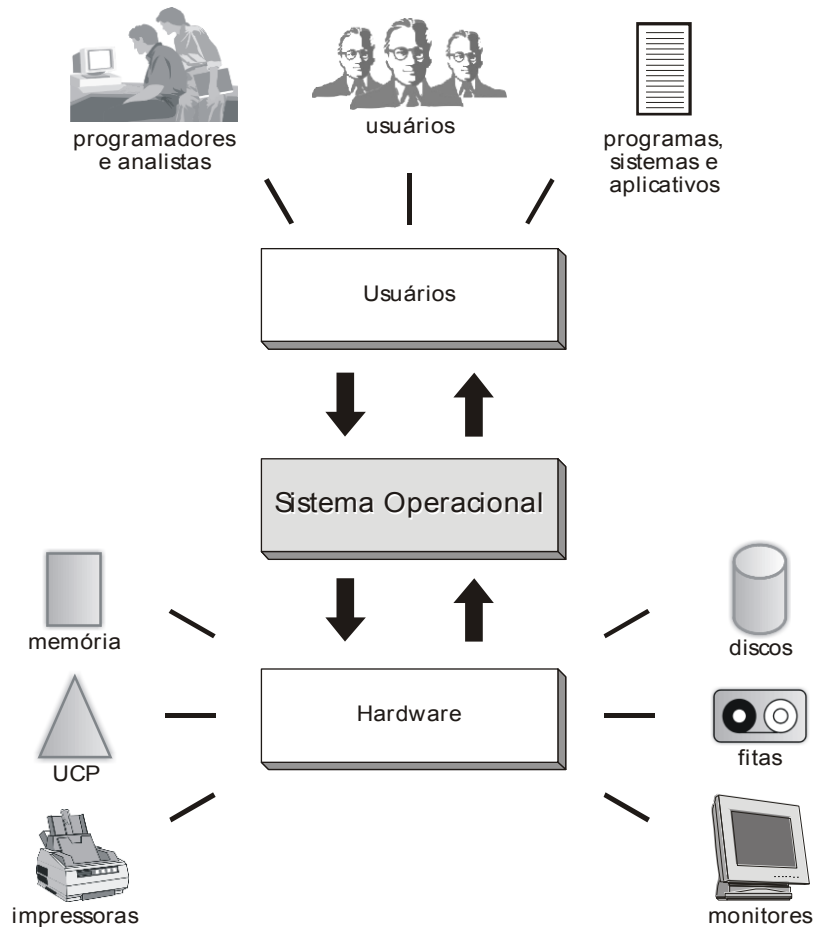 programadores
e analistas
usuários
programas,
sistemas e
aplicativos
Usuários
Sistema Operacional
memória
discos
Hardware
UCP
fitas
impressoras
monitores